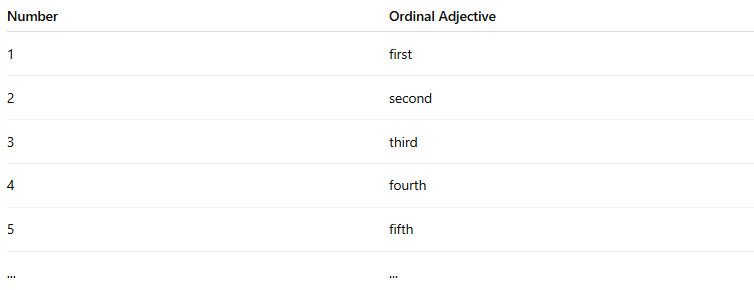 Number Ordinal Adjective
1 first
2 second
3 third
4 fourth
5 fifth
... ...